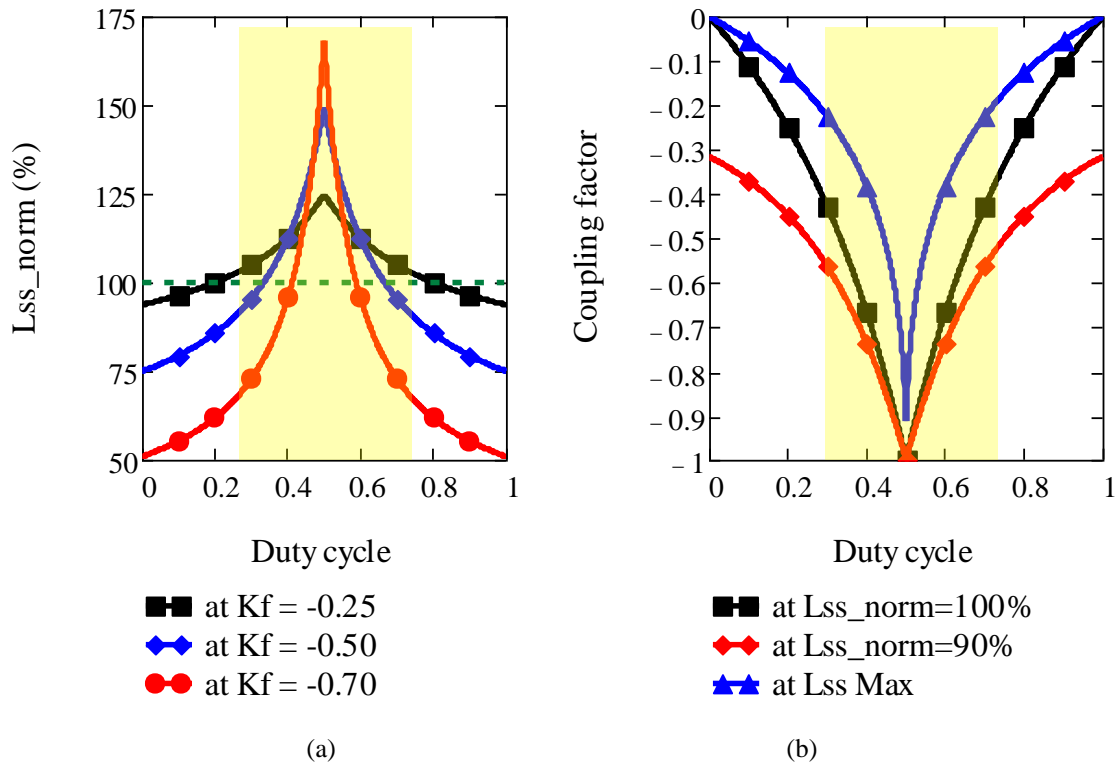 175
150
125
100
75
50
Lss_norm (%)
0 0.2 0.4 0.6 0.8 1
Duty cycle
at Kf = -0.25
at Kf = -0.50
at Kf = -0.70
(a)
0
−0.1
−0.2
−0.3
−0.4
−0.5
−0.6
−0.7
−0.8
−0.9
−1
Coupling factor
0 0.2 0.4 0.6 0.8 1
Duty cycle
at Lss_norm=100%
at Lss_norm=90%
at Lss Max
(b)